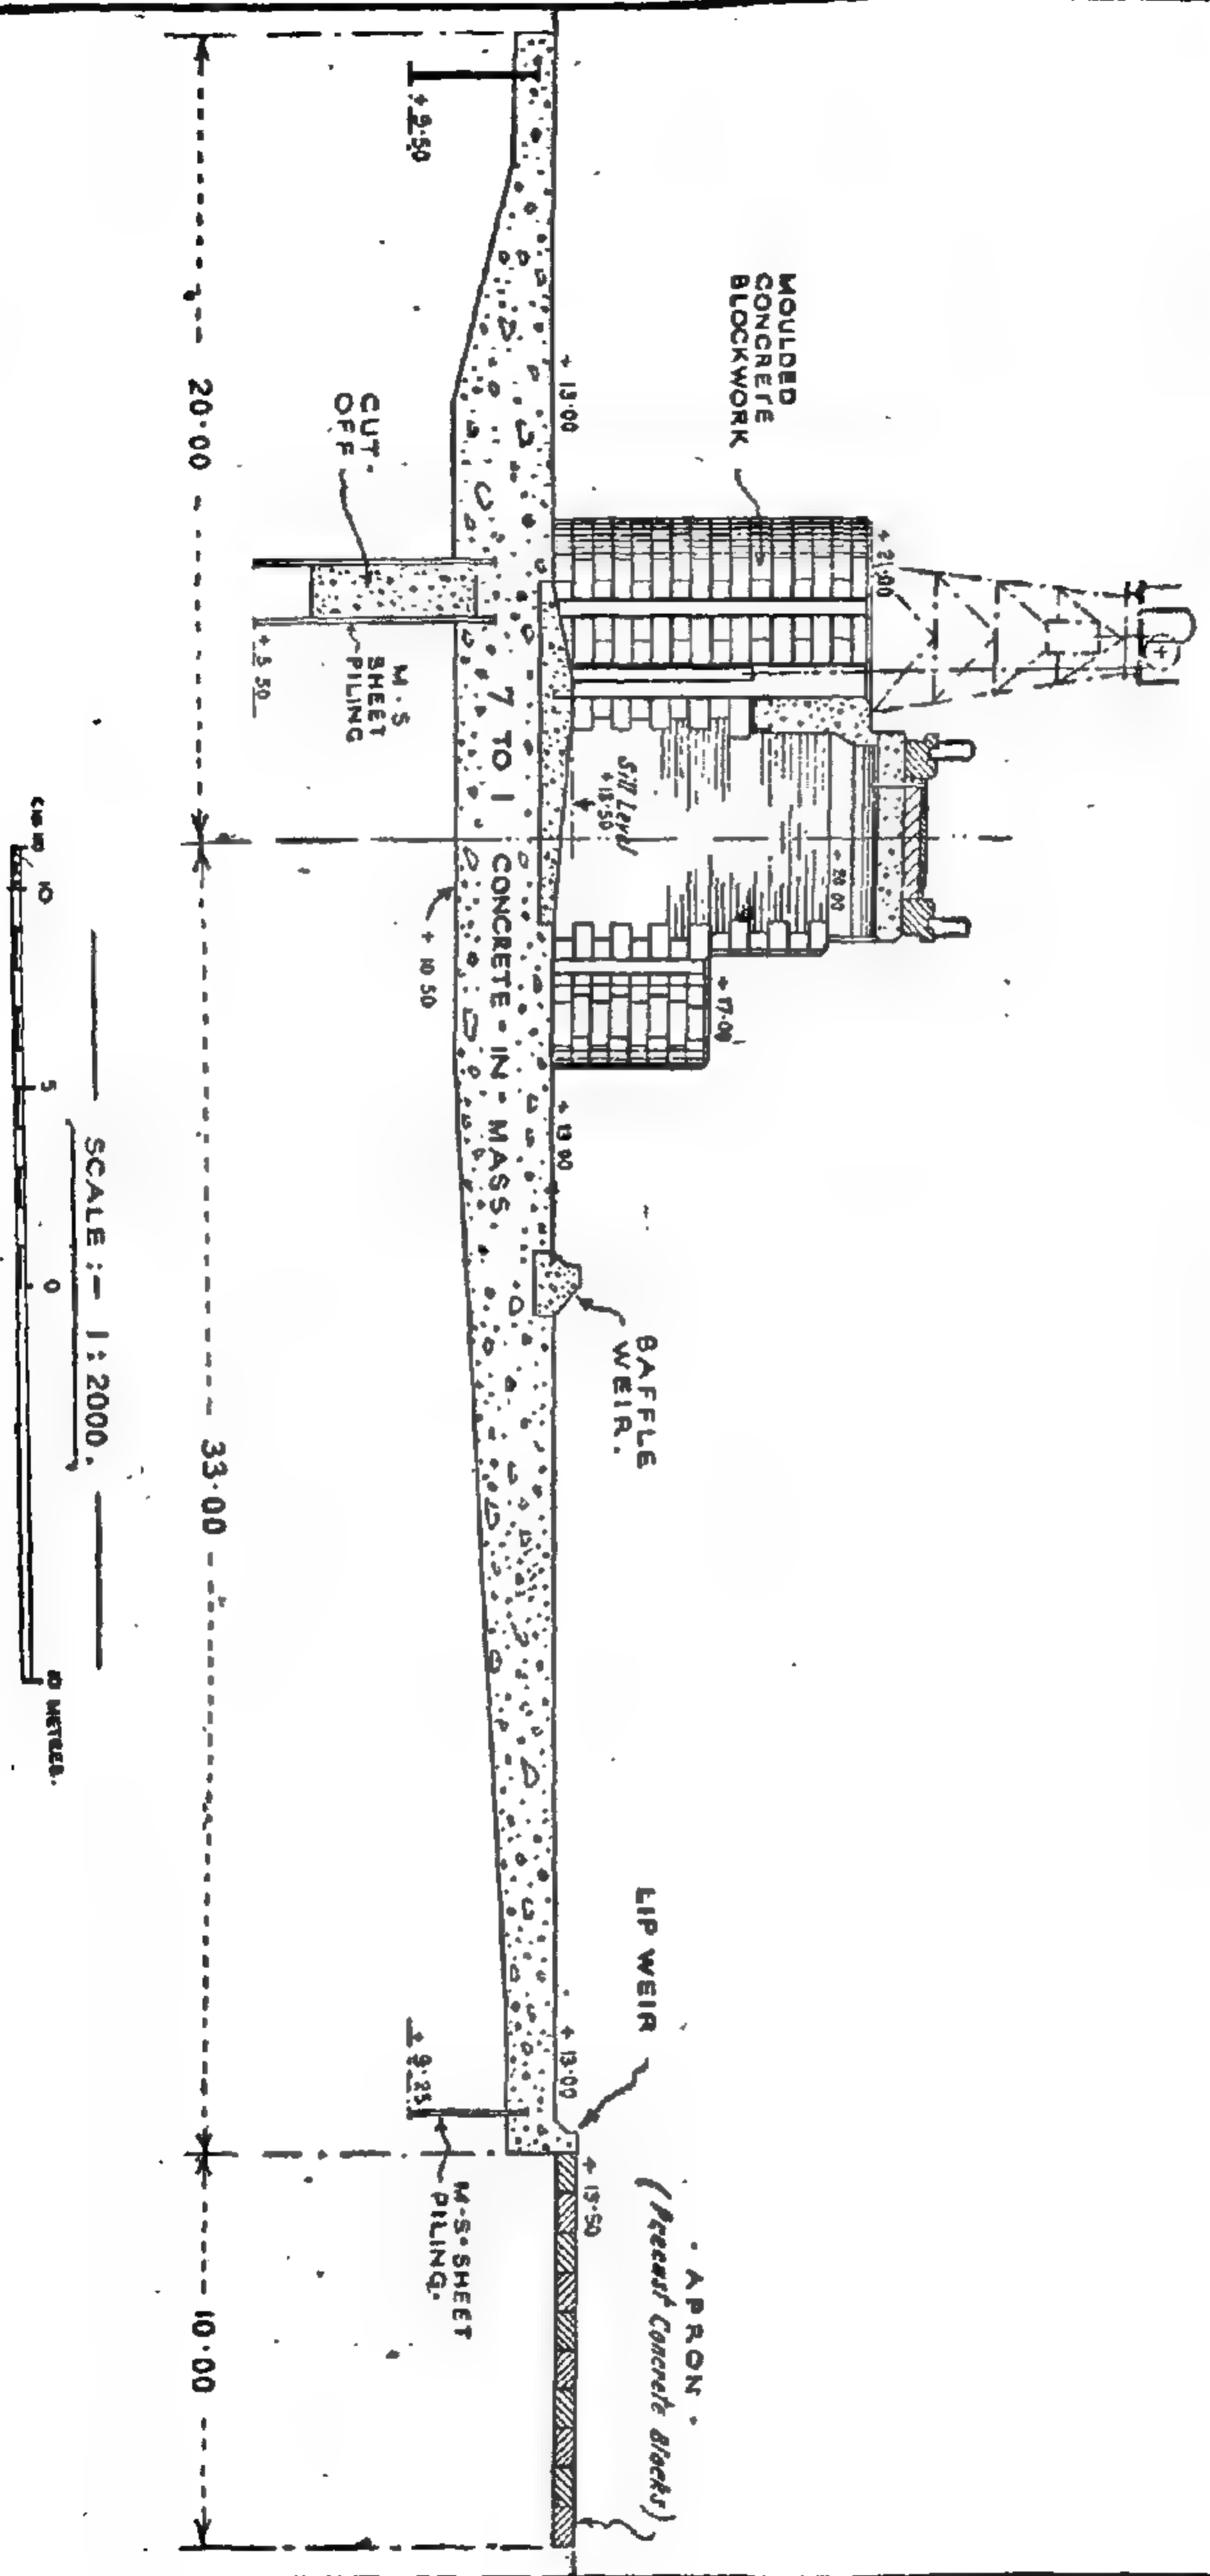 MOULDED
CONCRETE
BLOCKWORK
+ 21·00
+ 13·00
Sill Level
+ 13·50
+ 20 00
+ 17·00
+ 13 00
BAFFLE
WEIR.
LIP WEIR
+ 13·00
· APRON ·
(Precast Concrete Blocks)
+ 13·50
7 TO 1 CONCRETE - IN - MASS.
+ 9·50
CUT.
OFF
M.S
SHEET
PILING
+ 5 50
+ 10 50
+ 9·25
M·S·SHEET
PILING.
20·00
33·00
10·00
SCALE :- 1:2000.
10
5
0
10 METRES.